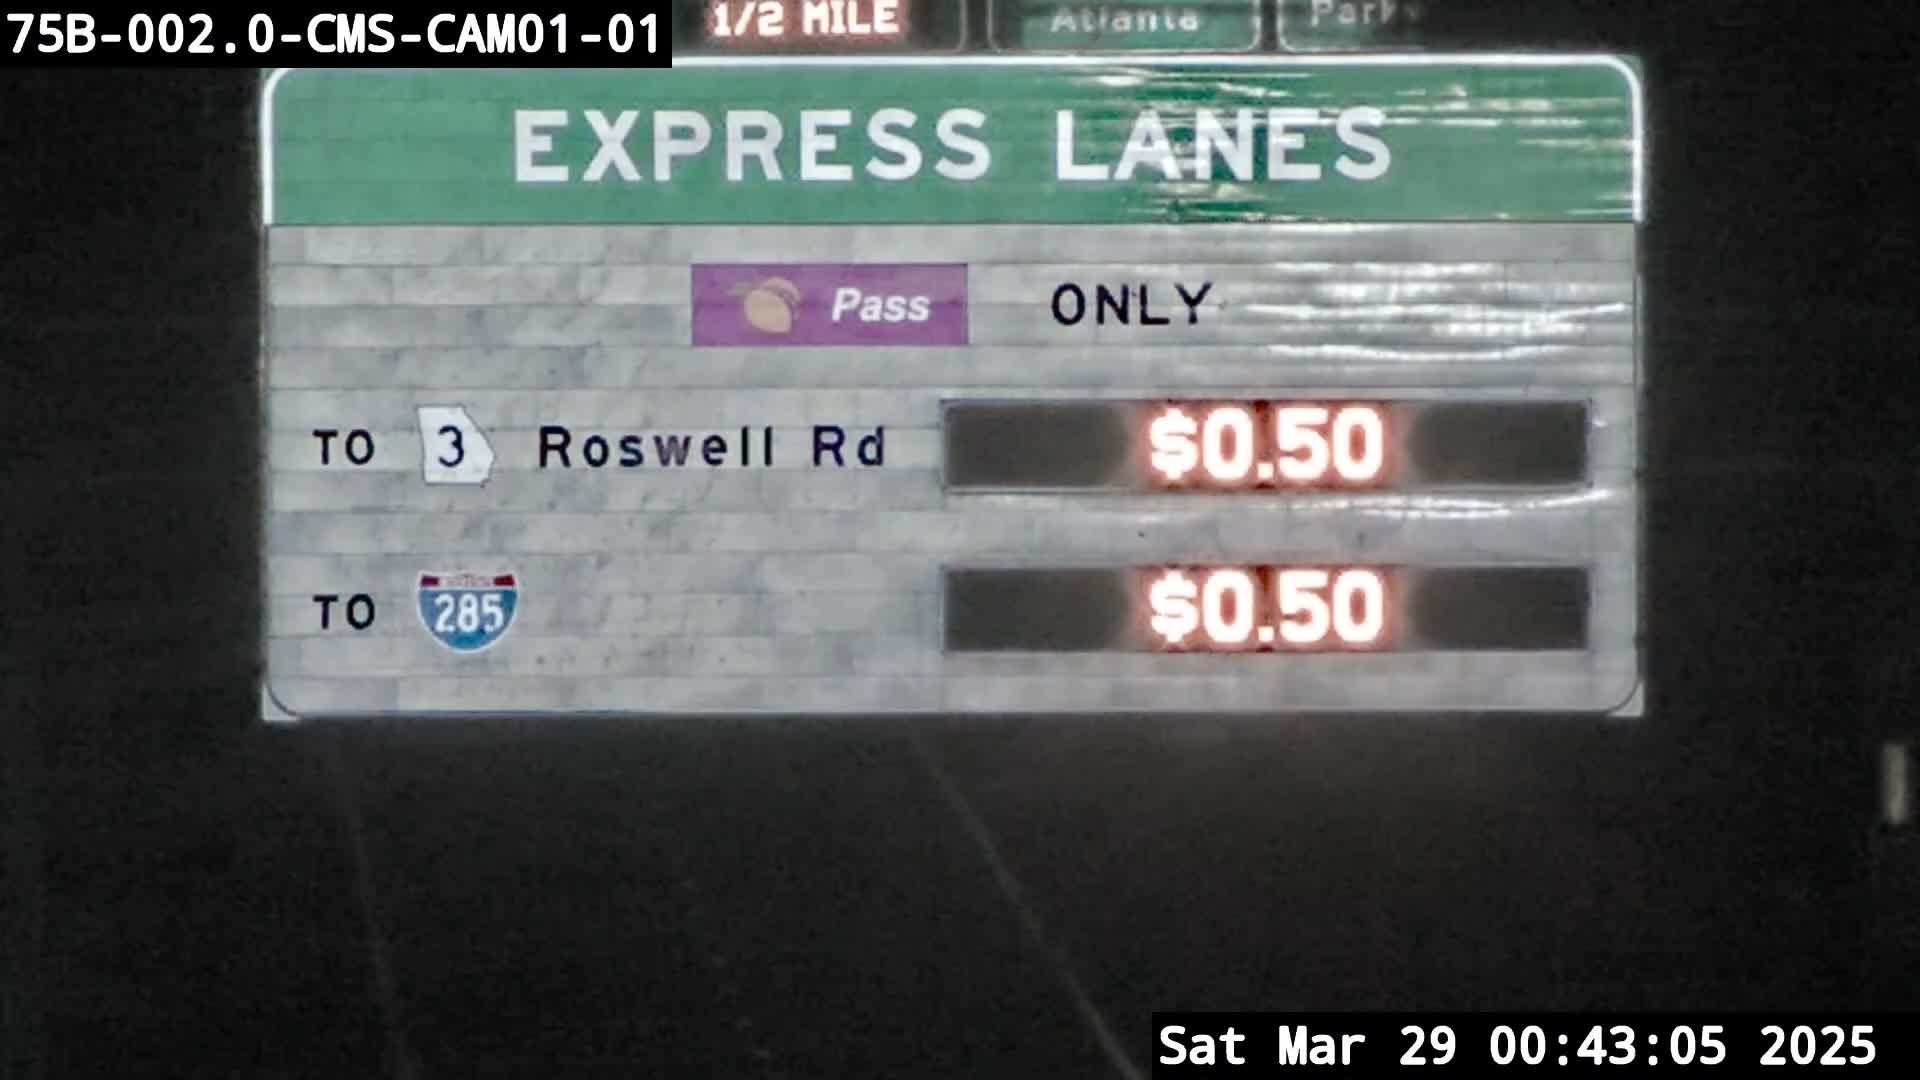 75B-002.0-CMS-CAM01-01
1/2 MILE
Atlanta
Park
EXPRESS LANES
Pass ONLY
TO 3 Roswell Rd $0.50
TO 285 $0.50
Sat Mar 29 00:43:05 2025